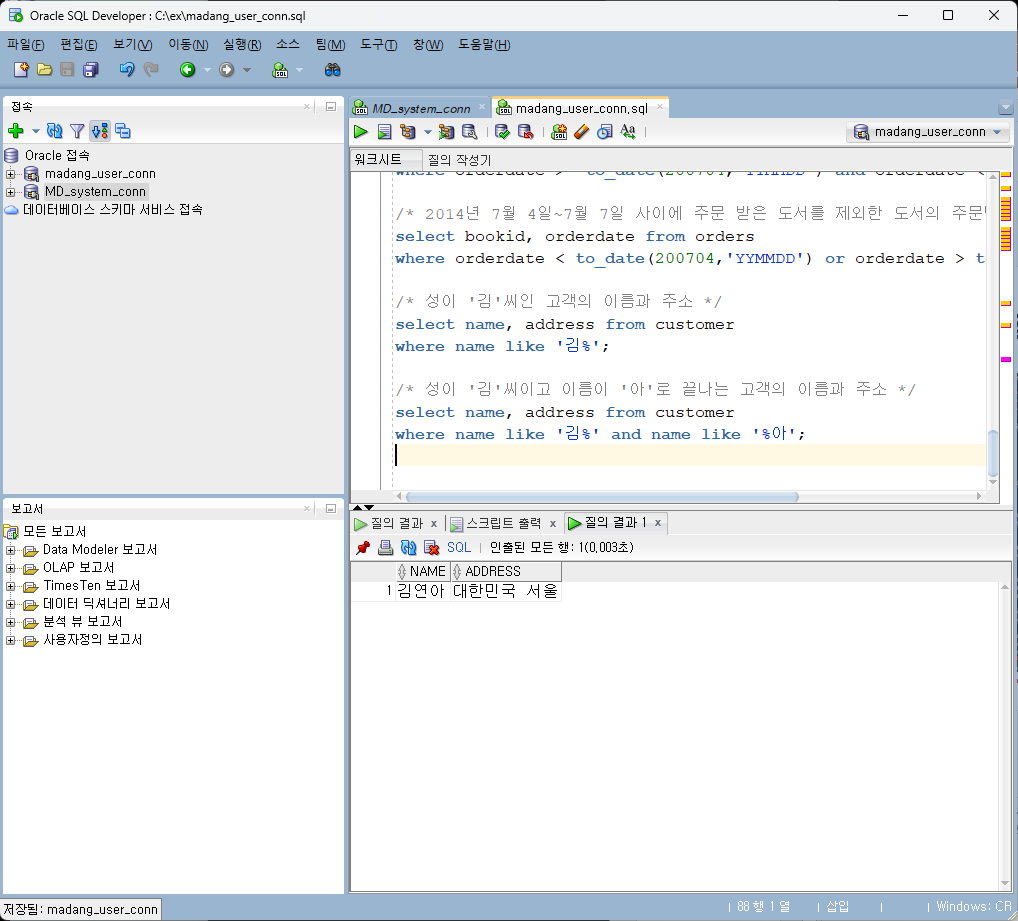 Oracle SQL Developer : C:\ex\madang_user_conn.sql
파일(F) 편집(E) 보기(V) 이동(N) 실행(R) 소스 팀(M) 도구(T) 창(W) 도움말(H)
접속
Oracle 접속
madang_user_conn
MD_system_conn
데이터베이스 스키마 서비스 접속
보고서
모든 보고서
Data Modeler 보고서
OLAP 보고서
TimesTen 보고서
데이터 딕셔너리 보고서
분석 뷰 보고서
사용자정의 보고서
MD_system_conn madang_user_conn.sql
madang_user_conn
워크시트 질의 작성기
where orderdate > to_date(200704,'YYMMDD') and orderdate <
/* 2014년 7월 4일~7월 7일 사이에 주문 받은 도서를 제외한 도서의 주문
select bookid, orderdate from orders
where orderdate < to_date(200704,'YYMMDD') or orderdate > t
/* 성이 '김'씨인 고객의 이름과 주소 */
select name, address from customer
where name like '김%';
/* 성이 '김'씨이고 이름이 '아'로 끝나는 고객의 이름과 주소 */
select name, address from customer
where name like '김%' and name like '%아';
질의 결과 x 스크립트 출력 x 질의 결과 1 x
SQL | 인출된 모든 행: 1(0,003초)
NAME ADDRESS
1 김연아 대한민국 서울
저장됨: madang_user_conn
88 행 1 열 | 삽입 | Windows: CR